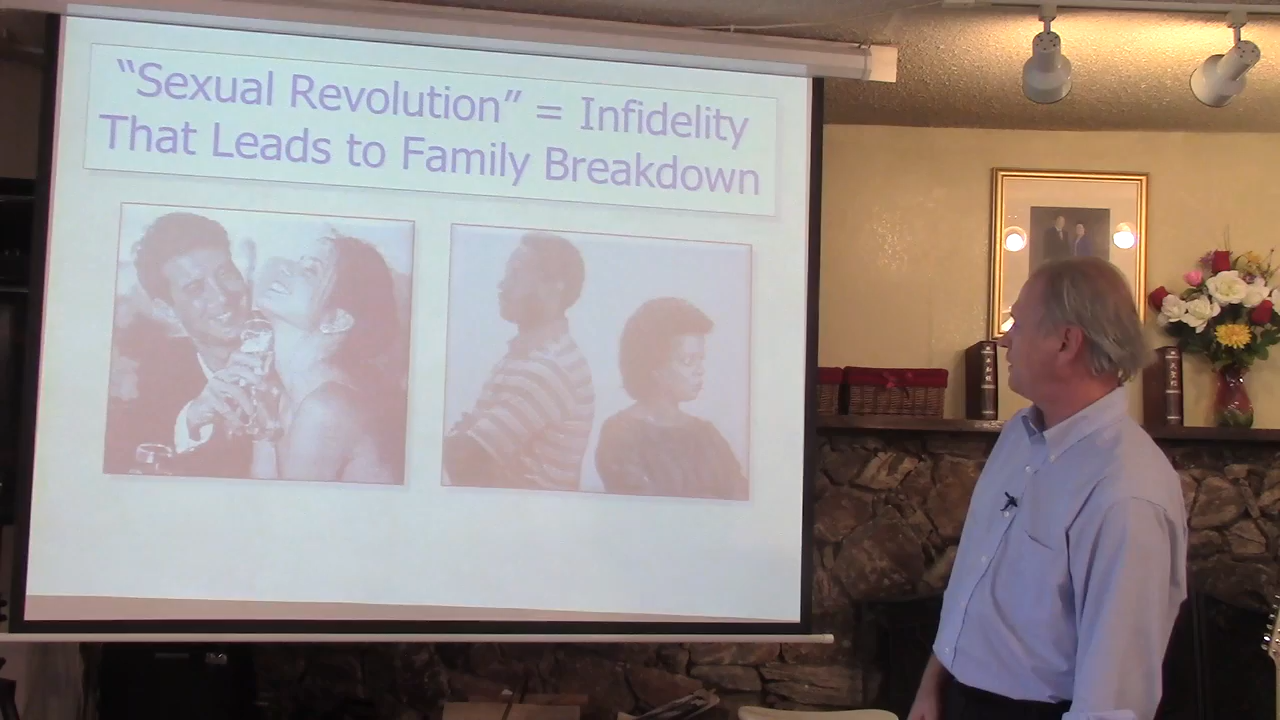 “Sexual Revolution” = Infidelity
That Leads to Family Breakdown